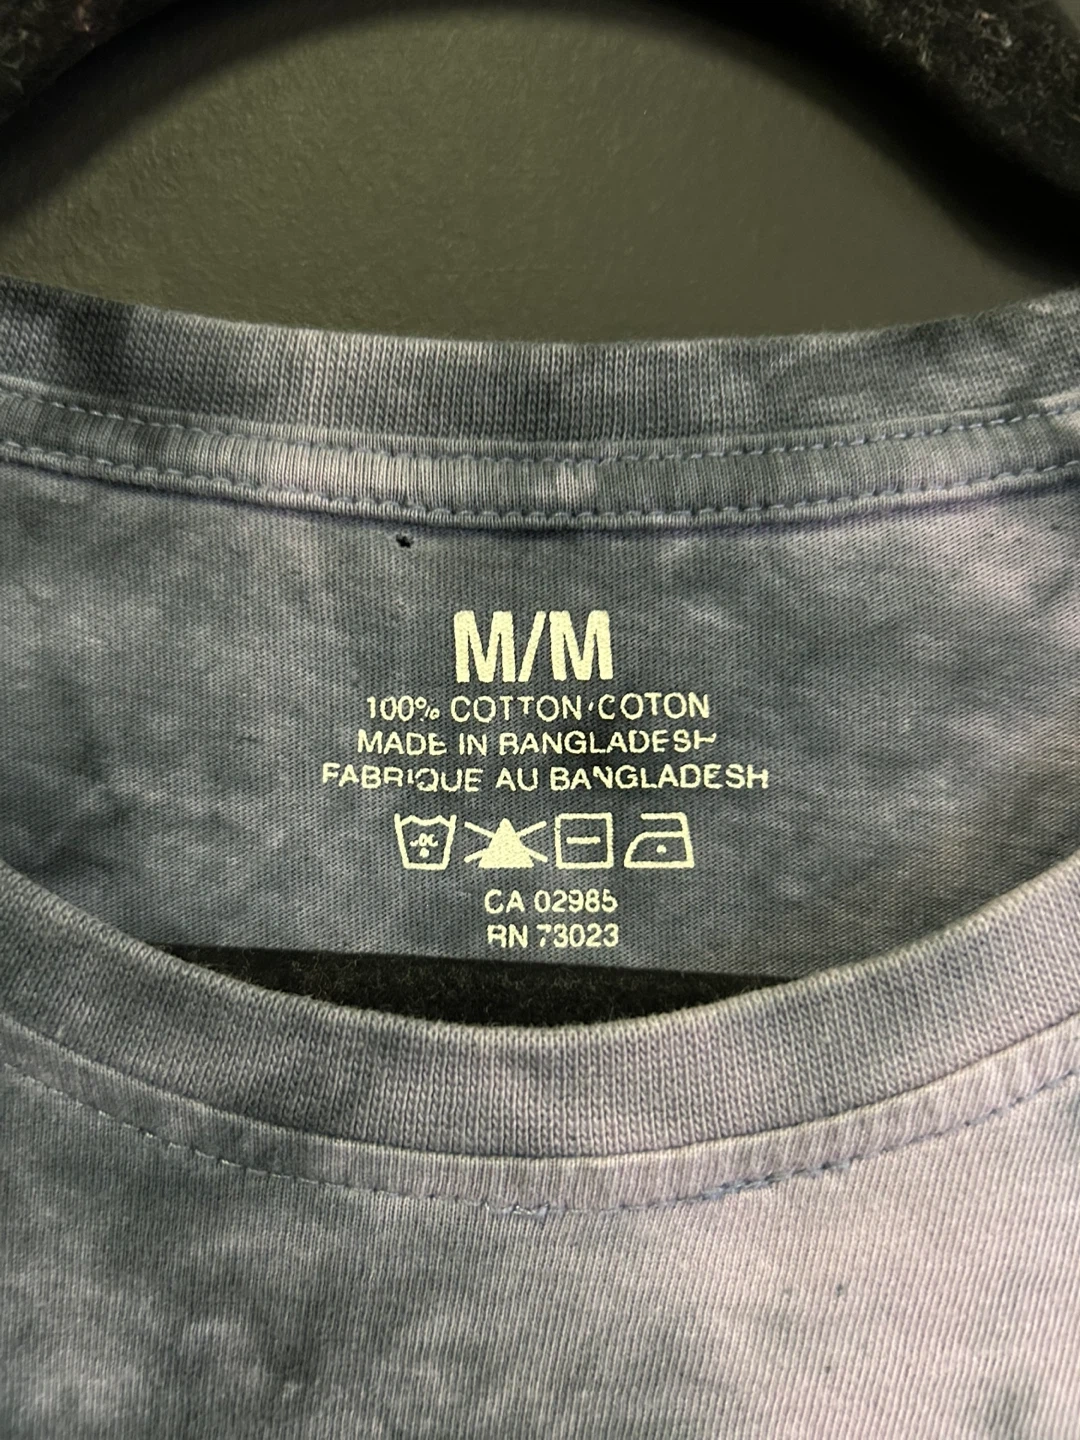 M/M
100% COTTON·COTON
MADE IN BANGLADESH
FABRIQUE AU BANGLADESH
CA 02985
RN 73023